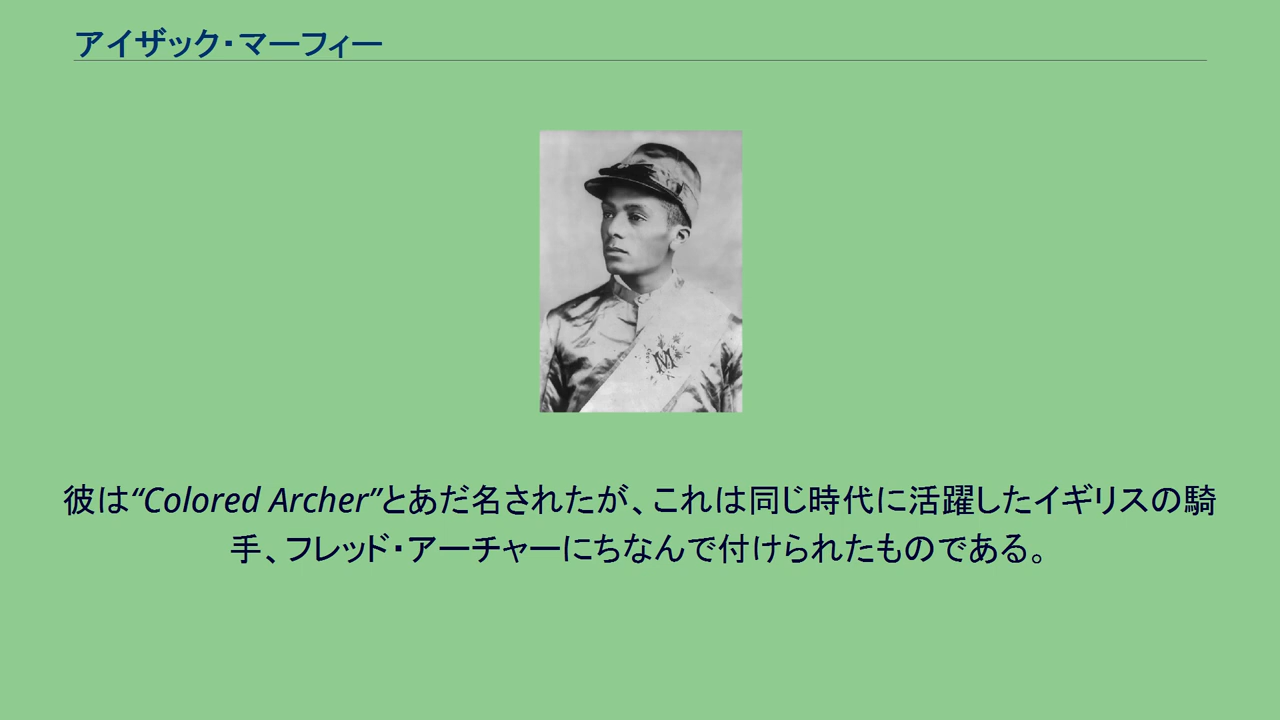 アイザック・マーフィー
M
彼は“Colored Archer”とあだ名されたが、これは同じ時代に活躍したイギリスの騎
手、フレッド・アーチャーにちなんで付けられたものである。